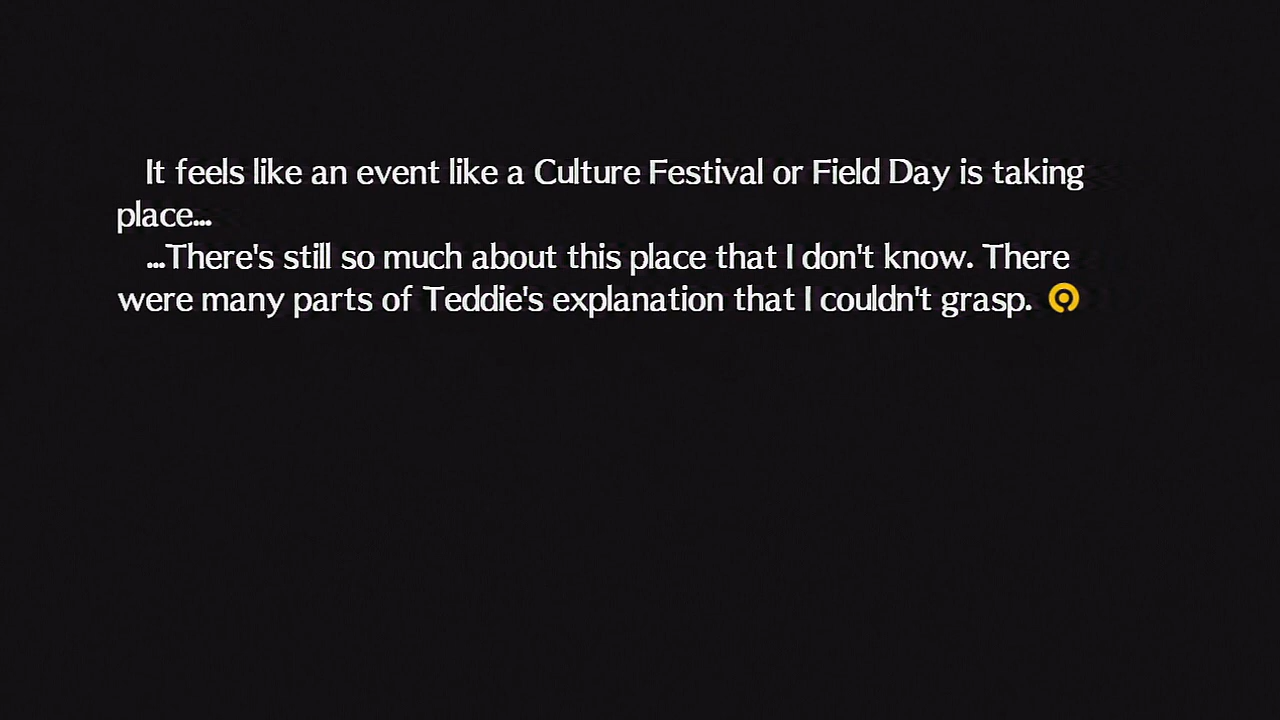 It feels like an event like a Culture Festival or Field Day is taking
place...
...There's still so much about this place that I don't know. There
were many parts of Teddie's explanation that I couldn't grasp.